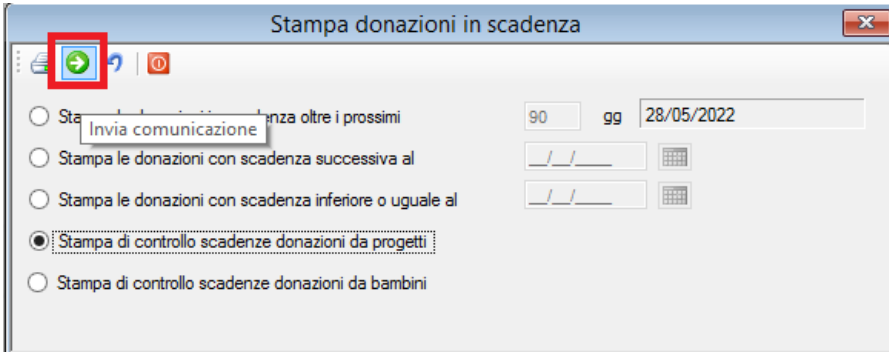 Stampa donazioni in scadenza
Invia comunicazione
enza oltre i prossimi 90 gg 28/05/2022
Stampa le donazioni con scadenza successiva al __/__/____
Stampa le donazioni con scadenza inferiore o uguale al __/__/____
Stampa di controllo scadenze donazioni da progetti
Stampa di controllo scadenze donazioni da bambini